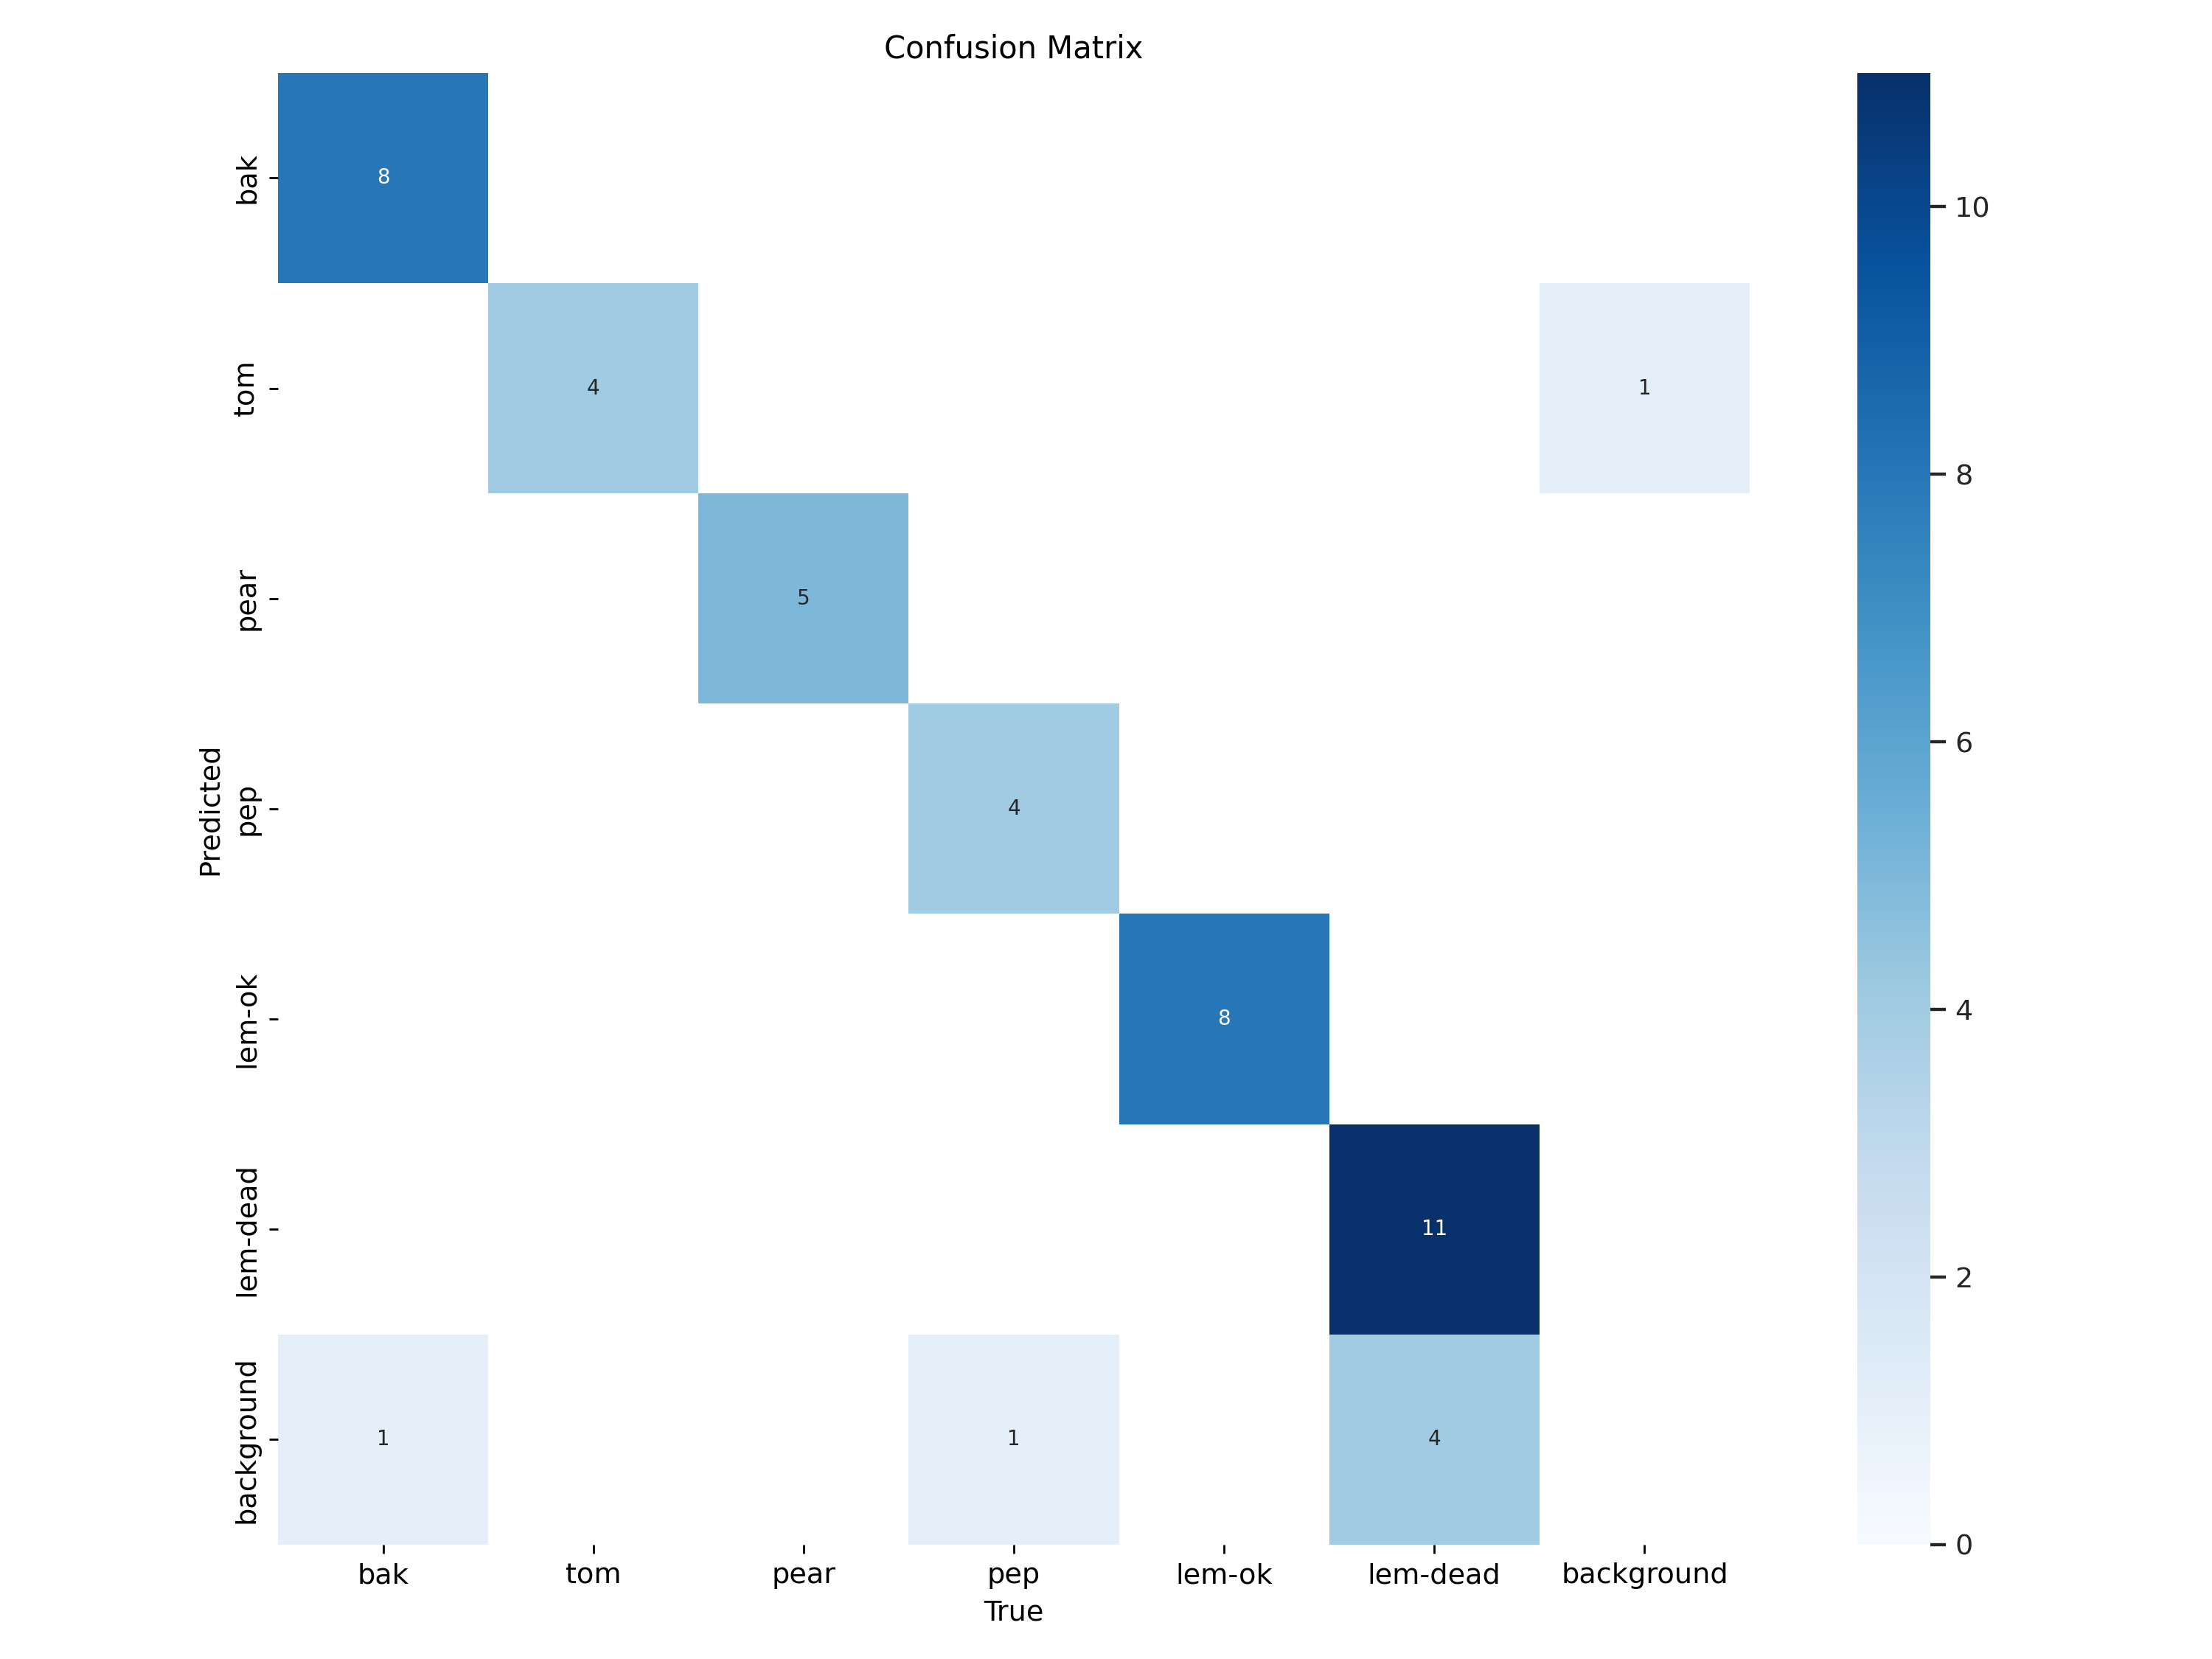 Confusion Matrix
bak
8
10
tom
4
1
8
pear
5
Predicted
pep
4
6
lem-ok
8
4
lem-dead
11
2
background
1
1
4
0
bak tom pear pep lem-ok lem-dead background
True